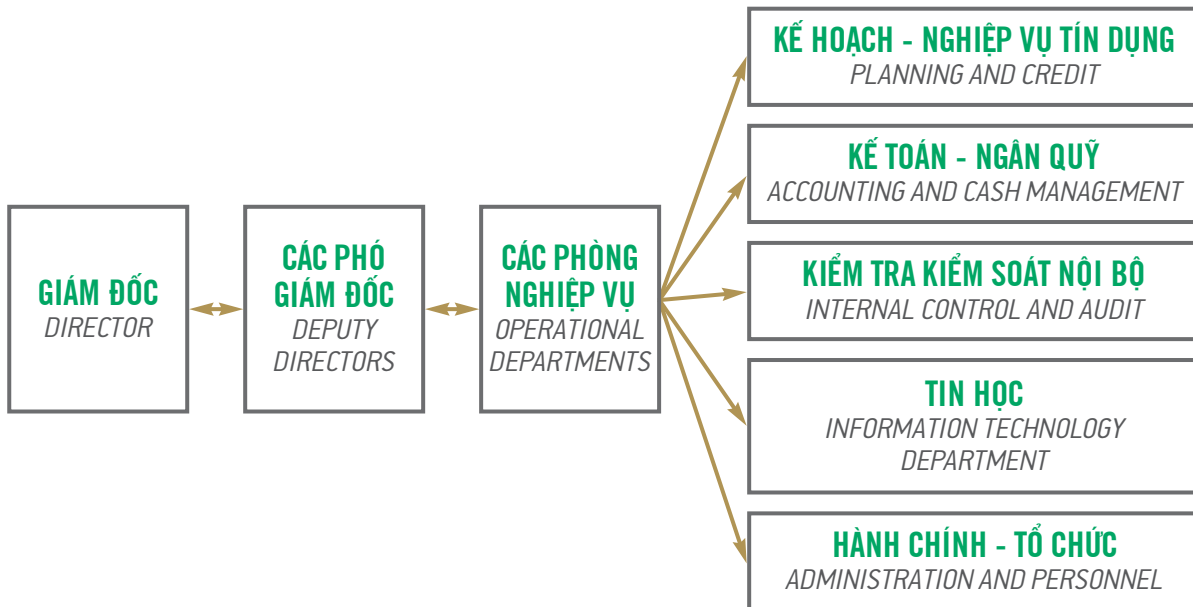 GIÁM ĐỐC
DIRECTOR
CÁC PHÓ
GIÁM ĐỐC
DEPUTY
DIRECTORS
CÁC PHÒNG
NGHIỆP VỤ
OPERATIONAL
DEPARTMENTS
KẾ HOẠCH - NGHIỆP VỤ TÍN DỤNG
PLANNING AND CREDIT
KẾ TOÁN - NGÂN QUỸ
ACCOUNTING AND CASH MANAGEMENT
KIỂM TRA KIỂM SOÁT NỘI BỘ
INTERNAL CONTROL AND AUDIT
TIN HỌC
INFORMATION TECHNOLOGY
DEPARTMENT
HÀNH CHÍNH - TỔ CHỨC
ADMINISTRATION AND PERSONNEL